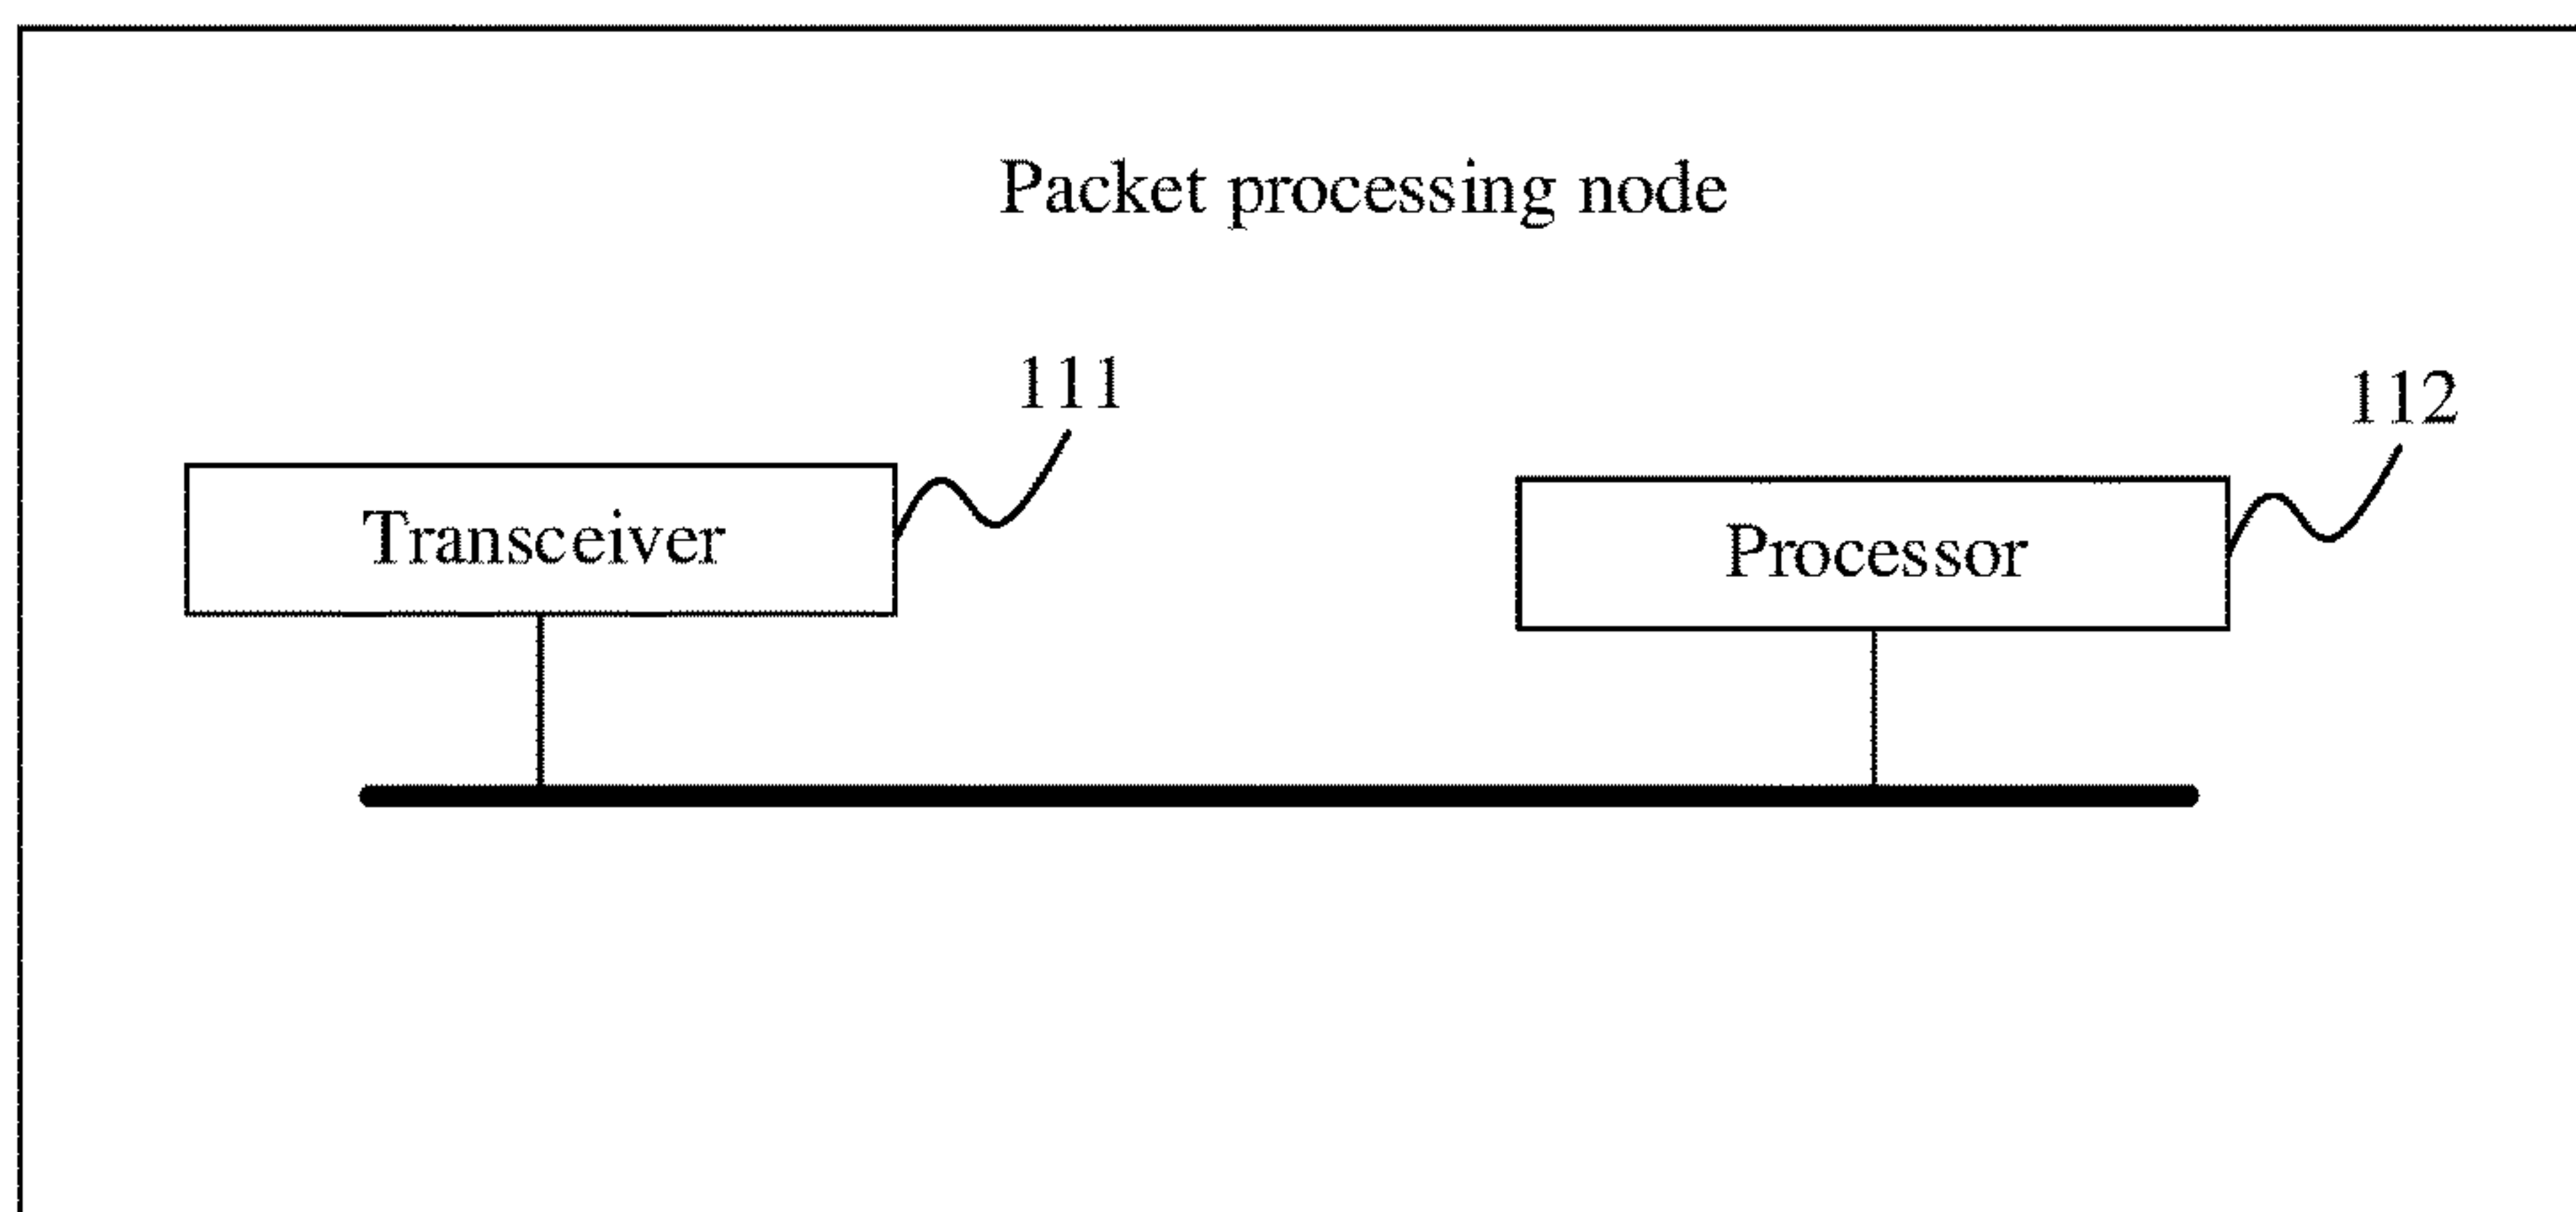 Packet processing node
111
112
Transceiver
Processor